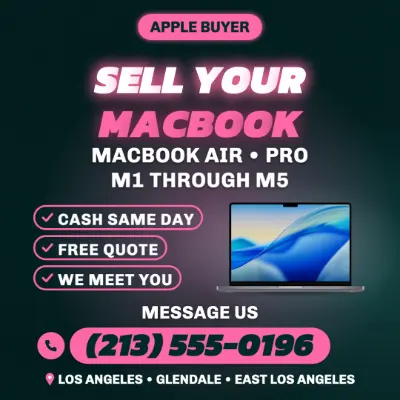 APPLE BUYER
SELL YOUR
MACBOOK
MACBOOK AIR • PRO
M1 THROUGH M5
CASH SAME DAY
FREE QUOTE
WE MEET YOU
MESSAGE US
(213) 555-0196
LOS ANGELES • GLENDALE • EAST LOS ANGELES